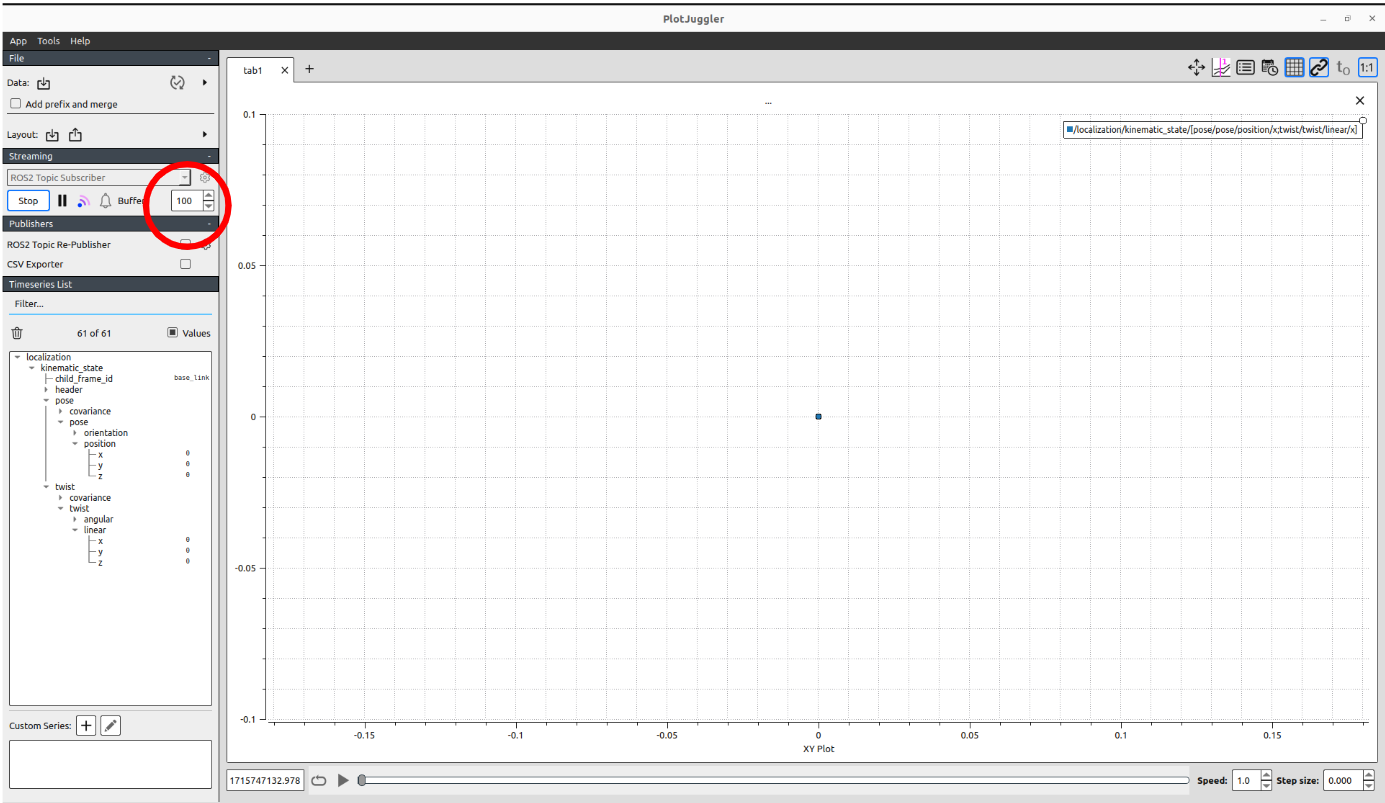 PlotJuggler
App Tools Help
File -
Data:
Add prefix and merge
Layout:
Streaming -
ROS2 Topic Subscriber
Stop Buffer 100
Publishers -
ROS2 Topic Re-Publisher
CSV Exporter
Timeseries List
Filter...
61 of 61 Values
localization
kinematic_state
child_frame_id base_link
header
pose
covariance
pose
orientation
position
x 0
y 0
z 0
twist
covariance
twist
angular
linear
x 0
y 0
z 0
Custom Series:
tab1
t0 1:1
...
/localization/kinematic_state/[pose/pose/position/x;twist/twist/linear/x]
0.1
0.05
0
-0.05
-0.1
-0.15 -0.1 -0.05 0 0.05 0.1 0.15
XY Plot
1715747132.978 Speed: 1.0 Step size: 0.000